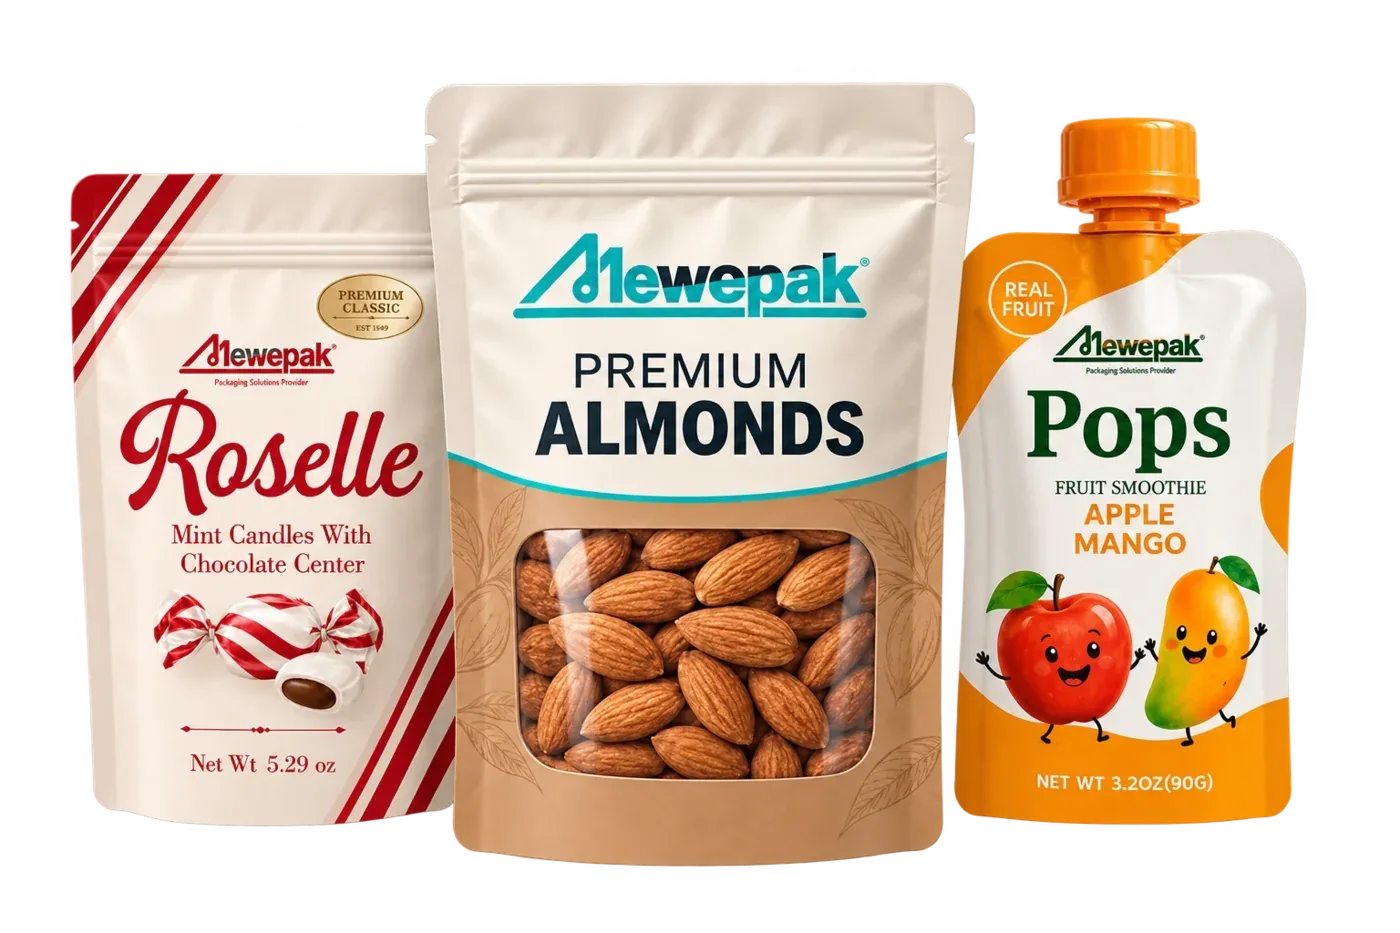 PREMIUM
CLASSIC
EST 1989
Mewepak®
Packaging Solutions Provider
Roselle
Mint Candles With
Chocolate Center
Net Wt 5.29 oz
Mewepak®
PREMIUM
ALMONDS
REAL
FRUIT
Mewepak®
Packaging Solutions Provider
Pops
FRUIT SMOOTHIE
APPLE
MANGO
NET WT 3.2OZ(90G)